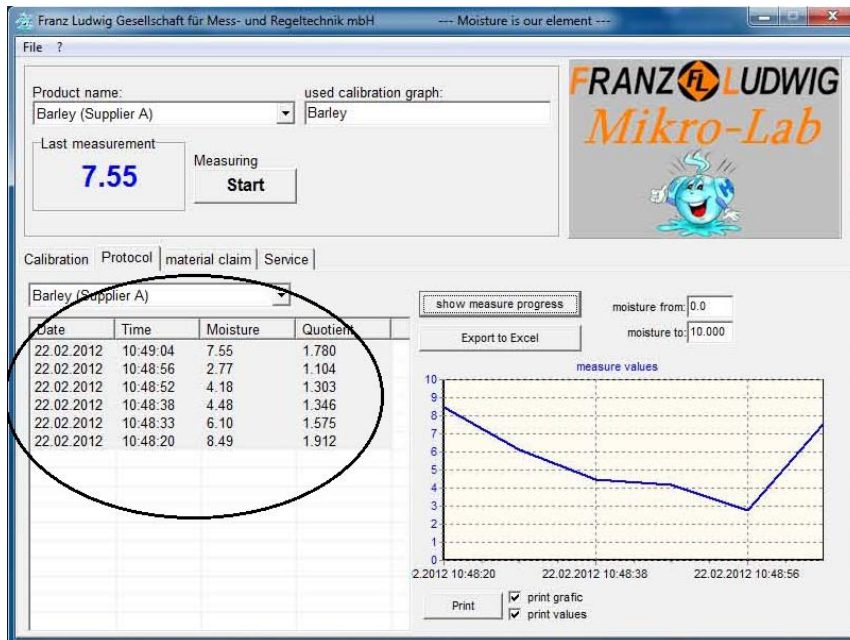 Franz Ludwig Gesellschaft für Mess- und Regeltechnik mbH --- Moisture is our element ---
File ?
Product name:
used calibration graph:
Barley (Supplier A)
Barley
Last measurement
7.55
Measuring
Start
FRANZ FL LUDWIG
Mikro-Lab
H
Calibration Protocol material claim Service
Barley (Supplier A)
Date Time Moisture Quotient
22.02.2012 10:49:04 7.55 1.780
22.02.2012 10:48:56 2.77 1.104
22.02.2012 10:48:52 4.18 1.303
22.02.2012 10:48:38 4.48 1.346
22.02.2012 10:48:33 6.10 1.575
22.02.2012 10:48:20 8.49 1.912
show measure progress
Export to Excel
moisture from: 0.0
moisture to: 10.000
measure values
10
9
8
7
6
5
4
3
2
1
0
2.2012 10:48:20 22.02.2012 10:48:38 22.02.2012 10:48:56
Print
print grafic
print values